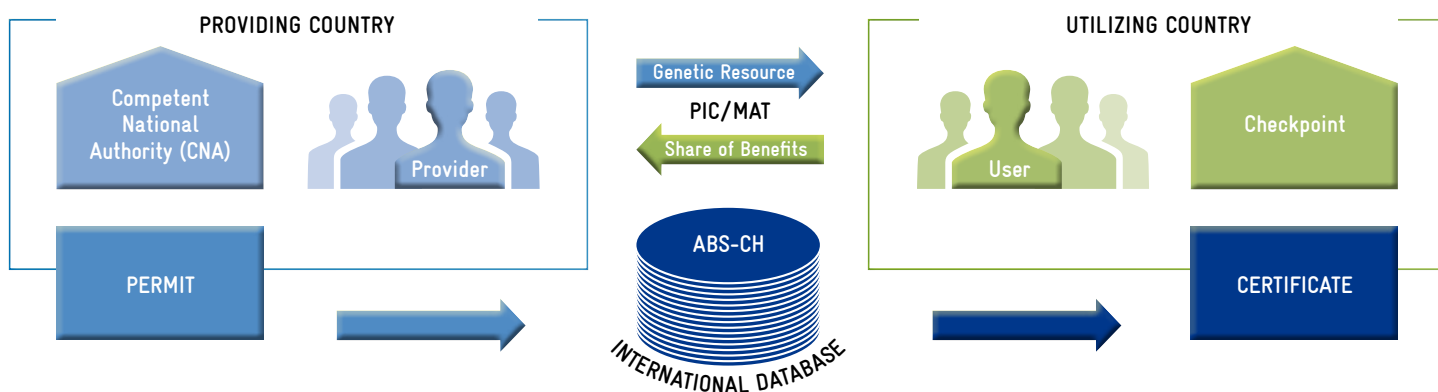 PROVIDING COUNTRY
Competent
National
Authority (CNA)
Provider
PERMIT
Genetic Resource
PIC/MAT
Share of Benefits
ABS-CH
INTERNATIONAL DATABASE
UTILIZING COUNTRY
User
Checkpoint
CERTIFICATE